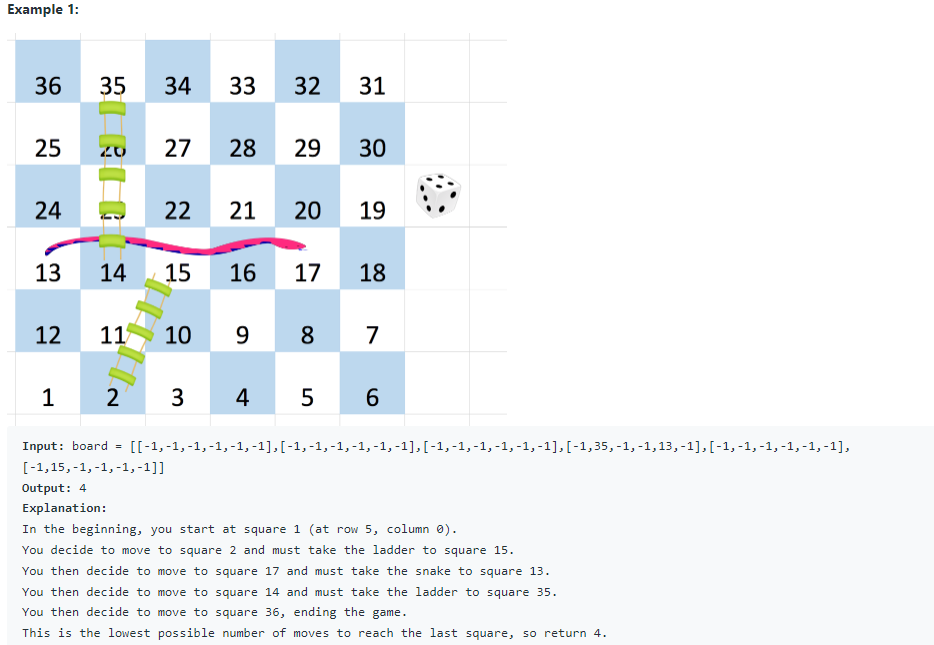 Example 1:
36 35 34 33 32 31
25 26 27 28 29 30
24 23 22 21 20 19
13 14 15 16 17 18
12 11 10 9 8 7
1 2 3 4 5 6
Input: board = [[-1,-1,-1,-1,-1,-1],[-1,-1,-1,-1,-1,-1],[-1,-1,-1,-1,-1,-1],[-1,35,-1,-1,13,-1],[-1,-1,-1,-1,-1,-1],
[-1,15,-1,-1,-1,-1]]
Output: 4
Explanation:
In the beginning, you start at square 1 (at row 5, column 0).
You decide to move to square 2 and must take the ladder to square 15.
You then decide to move to square 17 and must take the snake to square 13.
You then decide to move to square 14 and must take the ladder to square 35.
You then decide to move to square 36, ending the game.
This is the lowest possible number of moves to reach the last square, so return 4.